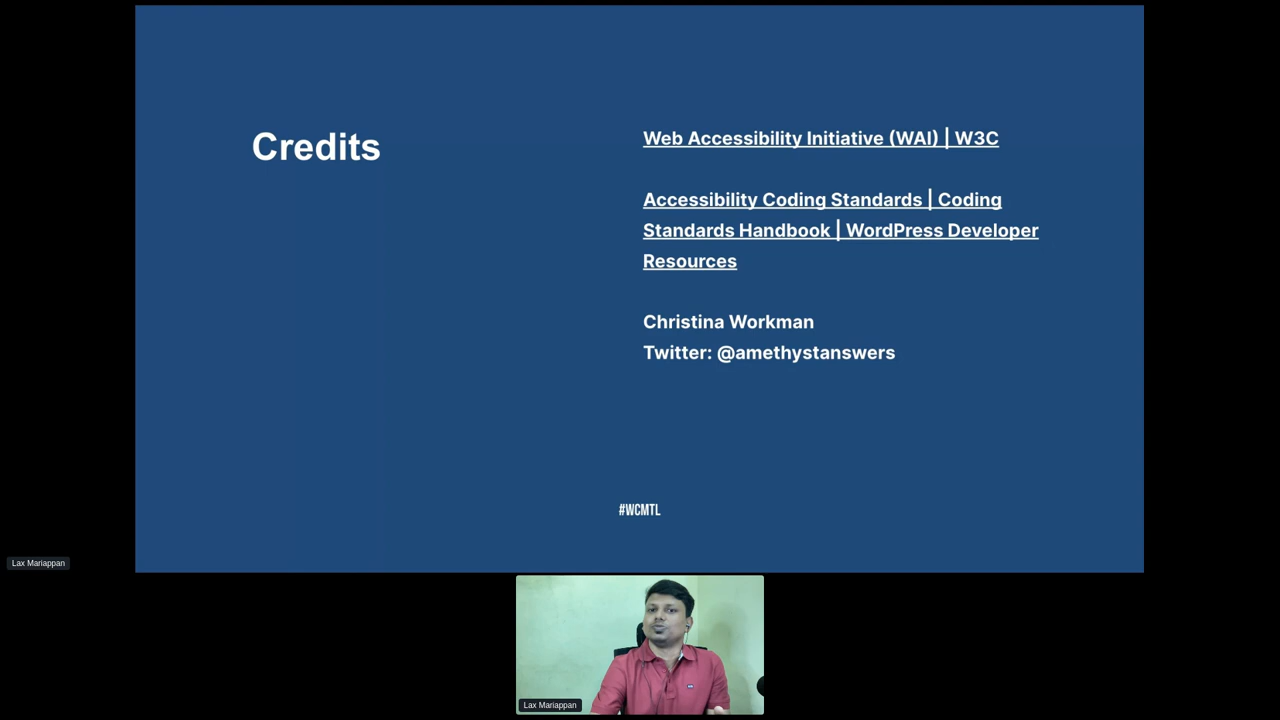 Credits
Web Accessibility Initiative (WAI) | W3C
Accessibility Coding Standards | Coding
Standards Handbook | WordPress Developer
Resources
Christina Workman
Twitter: @amethystanswers
#WCMTL
Lax Mariappan
Lax Mariappan